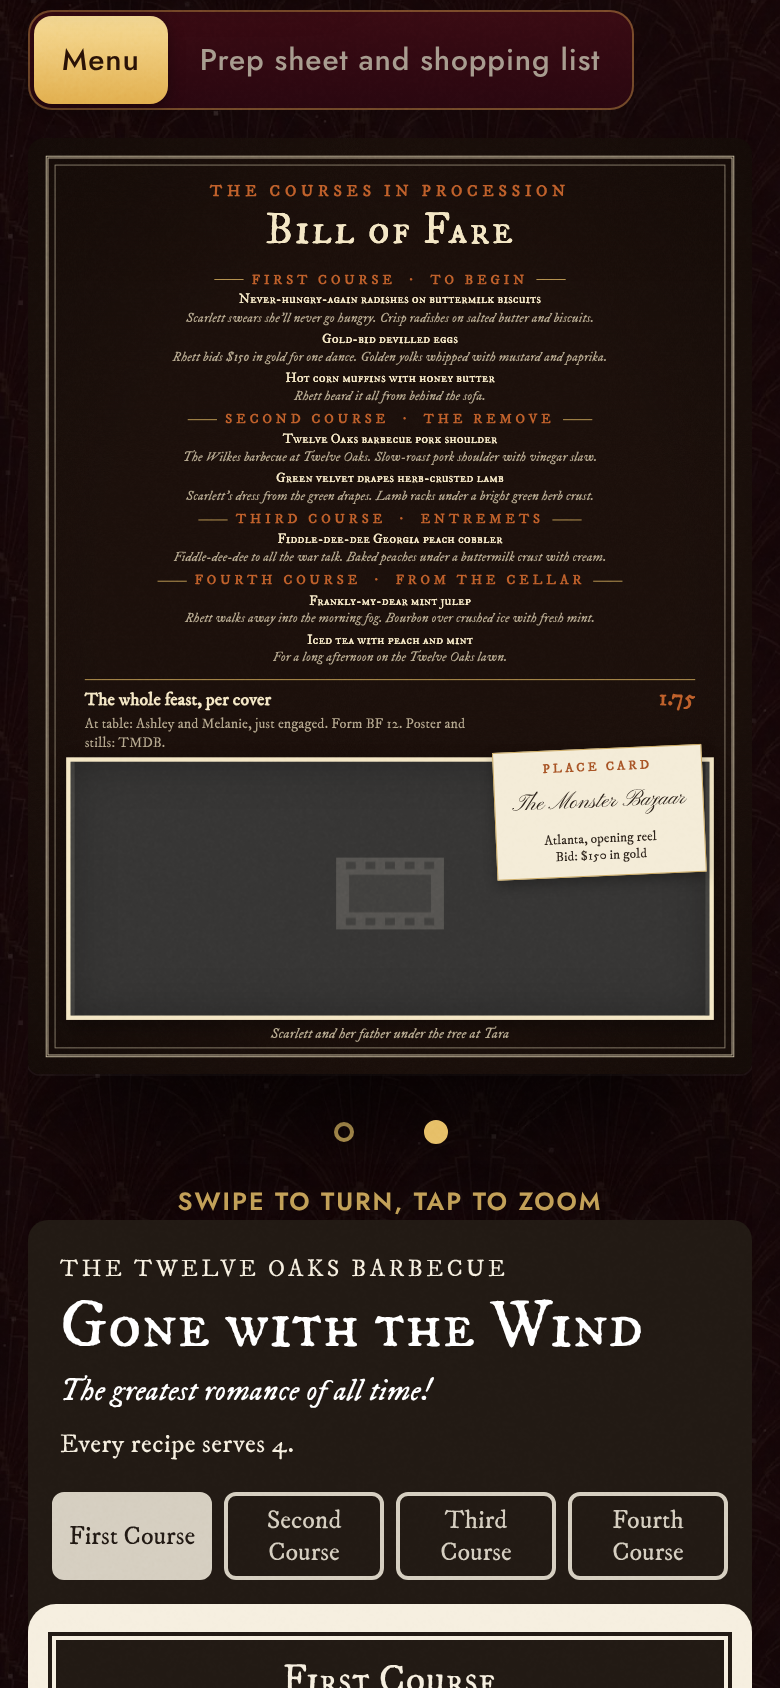 Menu
Prep sheet and shopping list
THE COURSES IN PROCESSION
Bill of Fare
FIRST COURSE · TO BEGIN
Never-hungry-again radishes on buttermilk biscuits
Scarlett swears she'll never go hungry. Crisp radishes on salted butter and biscuits.
Gold-bid devilled eggs
Rhett bids $150 in gold for one dance. Golden yolks whipped with mustard and paprika.
Hot corn muffins with honey butter
Rhett heard it all from behind the sofa.
SECOND COURSE · THE REMOVE
Twelve Oaks barbecue pork shoulder
The Wilkes barbecue at Twelve Oaks. Slow-roast pork shoulder with vinegar slaw.
Green velvet drapes herb-crusted lamb
Scarlett's dress from the green drapes. Lamb racks under a bright green herb crust.
THIRD COURSE · ENTREMETS
Fiddle-dee-dee Georgia peach cobbler
Fiddle-dee-dee to all the war talk. Baked peaches under a buttermilk crust with cream.
FOURTH COURSE · FROM THE CELLAR
Frankly-my-dear mint julep
Rhett walks away into the morning fog. Bourbon over crushed ice with fresh mint.
Iced tea with peach and mint
For a long afternoon on the Twelve Oaks lawn.
The whole feast, per cover
1.75
At table: Ashley and Melanie, just engaged. Form BF 12. Poster and
stills: TMDB.
PLACE CARD
The Monster Bazaar
Atlanta, opening reel
Bid: $150 in gold
Scarlett and her father under the tree at Tara
SWIPE TO TURN, TAP TO ZOOM
THE TWELVE OAKS BARBECUE
Gone with the Wind
The greatest romance of all time!
Every recipe serves 4.
First Course
Second
Course
Third
Course
Fourth
Course
First Course